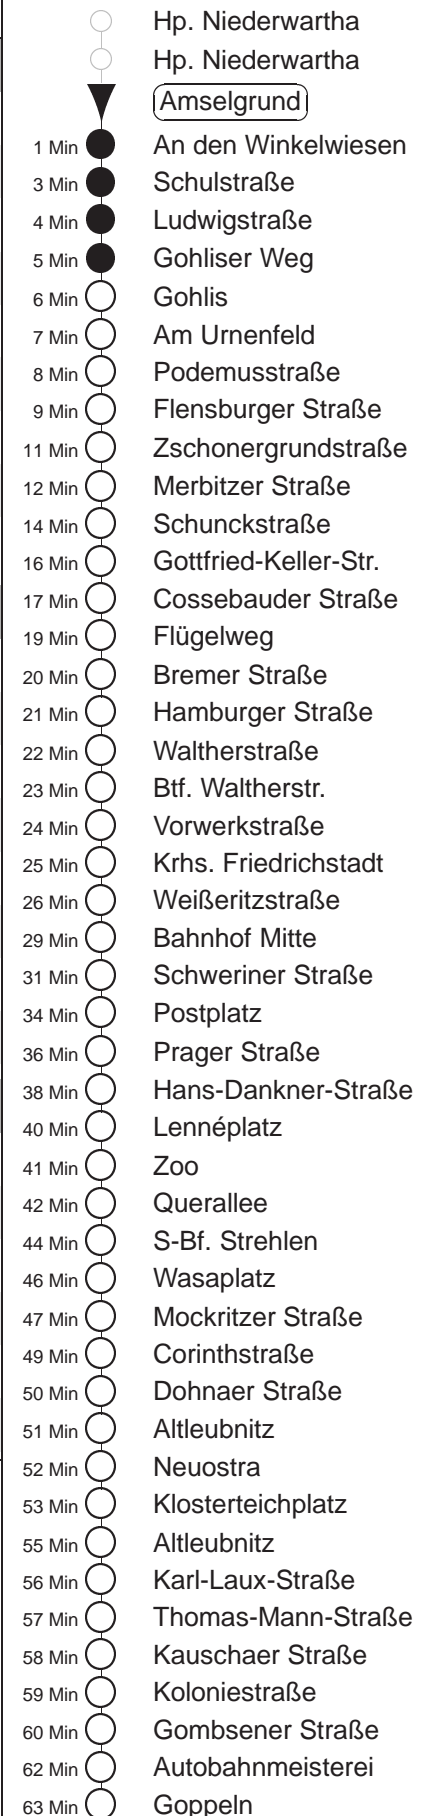 Hp. Niederwartha
Hp. Niederwartha
Amselgrund
1 Min An den Winkelwiesen
3 Min Schulstraße
4 Min Ludwigstraße
5 Min Gohliser Weg
6 Min Gohlis
7 Min Am Urnenfeld
8 Min Podemusstraße
9 Min Flensburger Straße
11 Min Zschonergrundstraße
12 Min Merbitzer Straße
14 Min Schunckstraße
16 Min Gottfried-Keller-Str.
17 Min Cossebauder Straße
19 Min Flügelweg
20 Min Bremer Straße
21 Min Hamburger Straße
22 Min Waltherstraße
23 Min Btf. Waltherstr.
24 Min Vorwerkstraße
25 Min Krhs. Friedrichstadt
26 Min Weißeritzstraße
29 Min Bahnhof Mitte
31 Min Schweriner Straße
34 Min Postplatz
36 Min Prager Straße
38 Min Hans-Dankner-Straße
40 Min Lennéplatz
41 Min Zoo
42 Min Querallee
44 Min S-Bf. Strehlen
46 Min Wasaplatz
47 Min Mockritzer Straße
49 Min Corinthstraße
50 Min Dohnaer Straße
51 Min Altleubnitz
52 Min Neuostra
53 Min Klosterteichplatz
55 Min Altleubnitz
56 Min Karl-Laux-Straße
57 Min Thomas-Mann-Straße
58 Min Kauschaer Straße
59 Min Koloniestraße
60 Min Gombsener Straße
62 Min Autobahnmeisterei
63 Min Goppeln